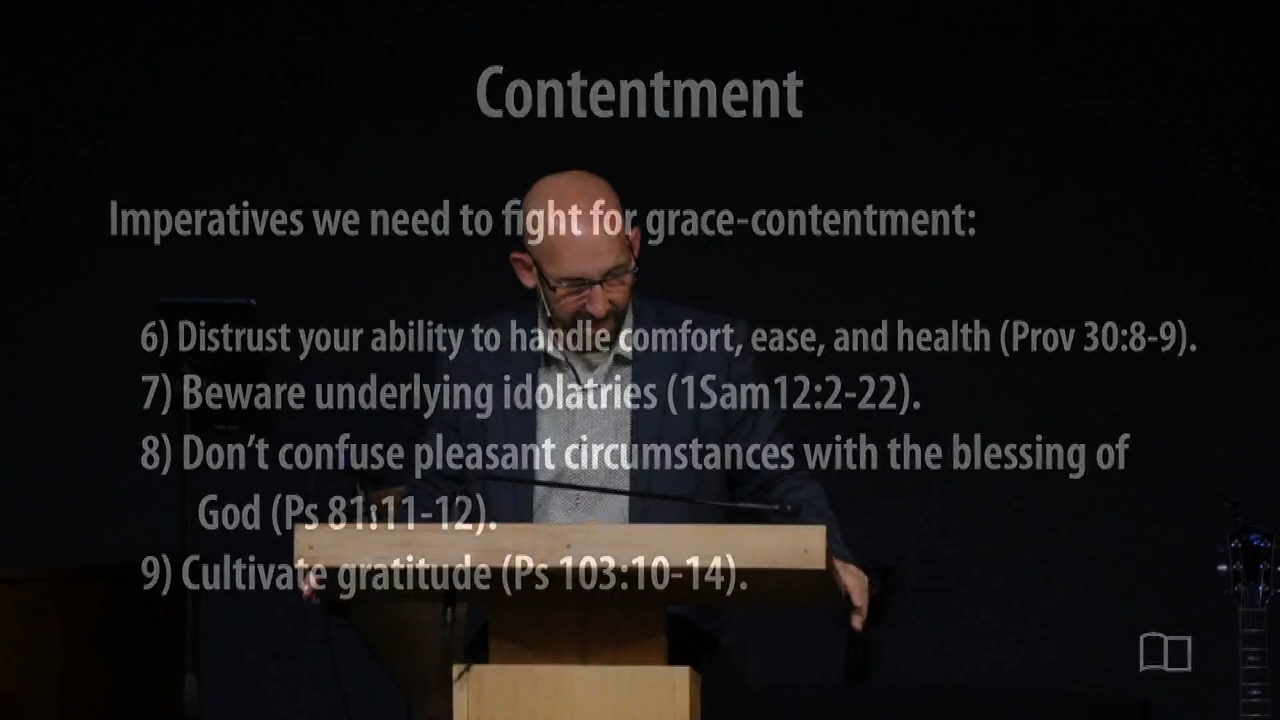 Contentment
Imperatives we need to fight for grace-contentment:
6) Distrust your ability to handle comfort, ease, and health (Prov 30:8-9).
7) Beware underlying idolatries (1Sam12:2-22).
8) Don’t confuse pleasant circumstances with the blessing of
God (Ps 81:11-12).
9) Cultivate gratitude (Ps 103:10-14).